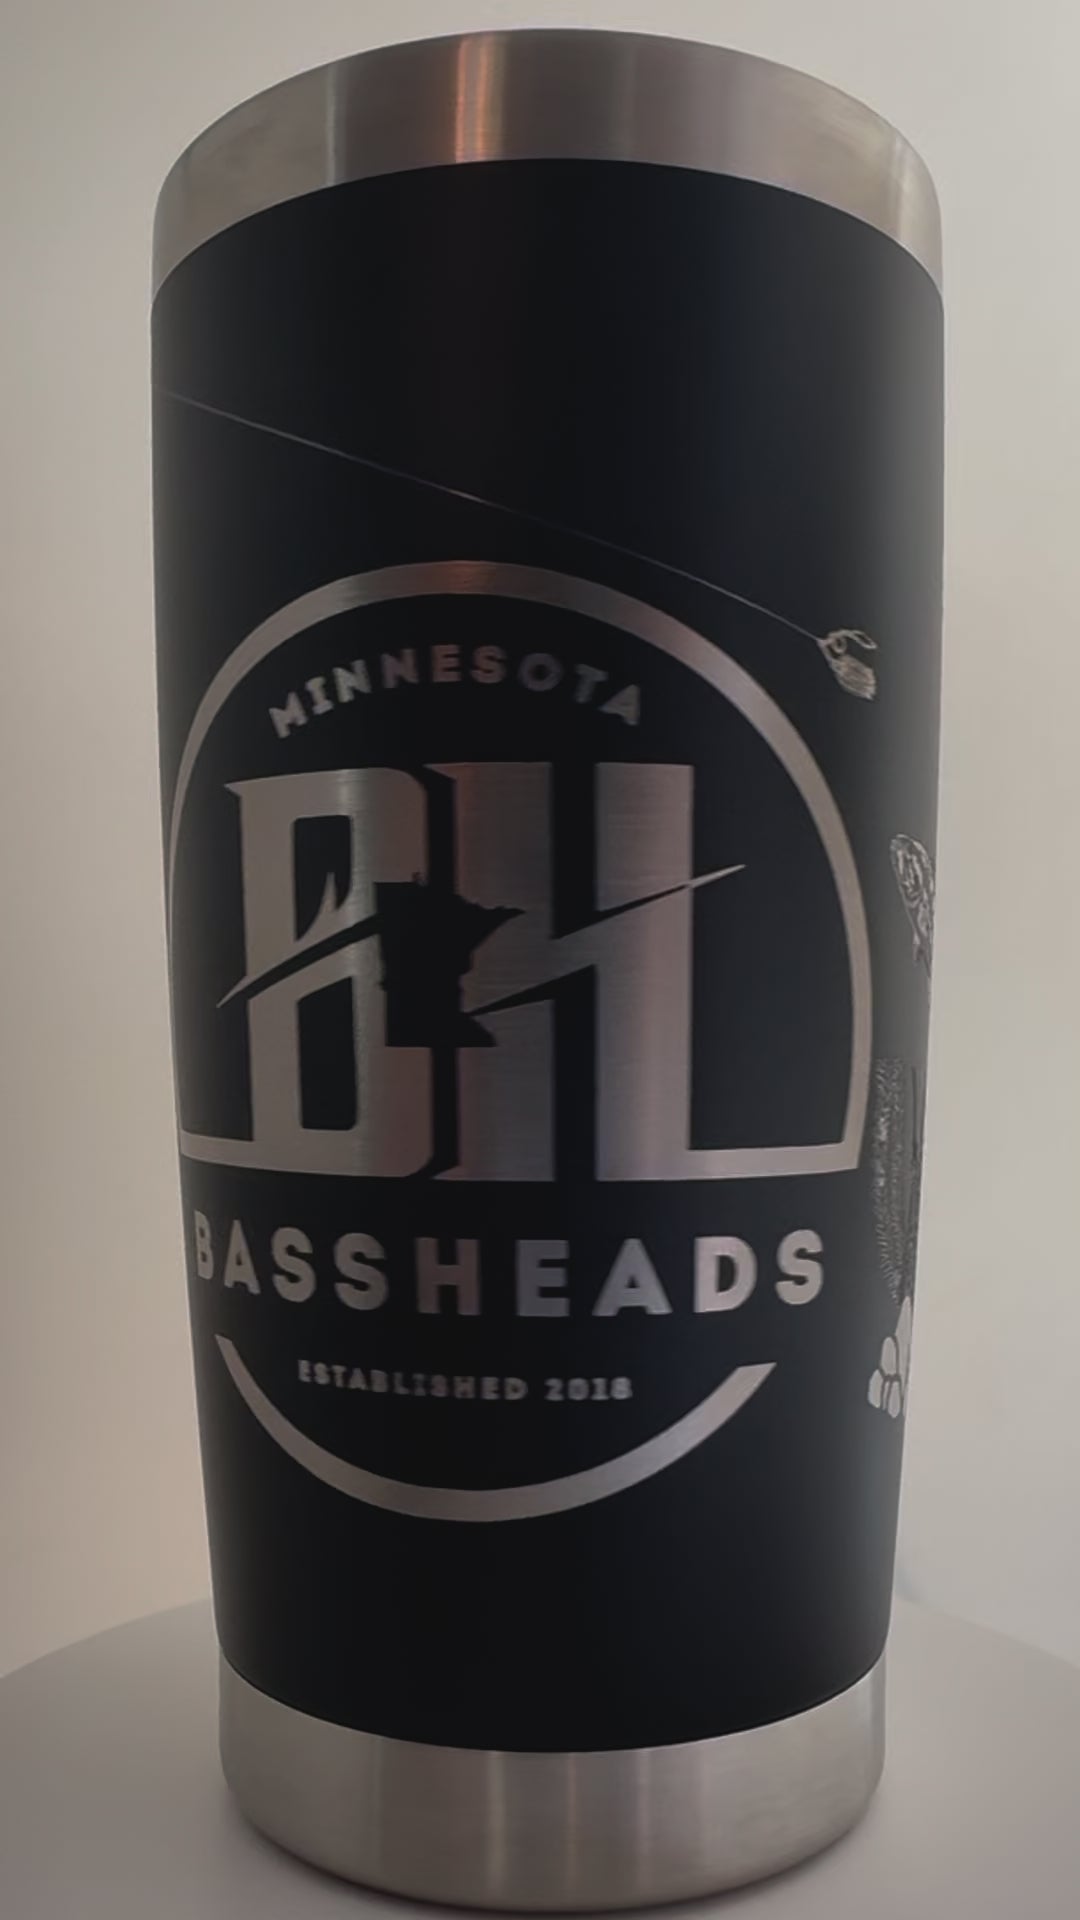 MINNESOTA
BH
BASSHEADS
ESTABLISHED 2018